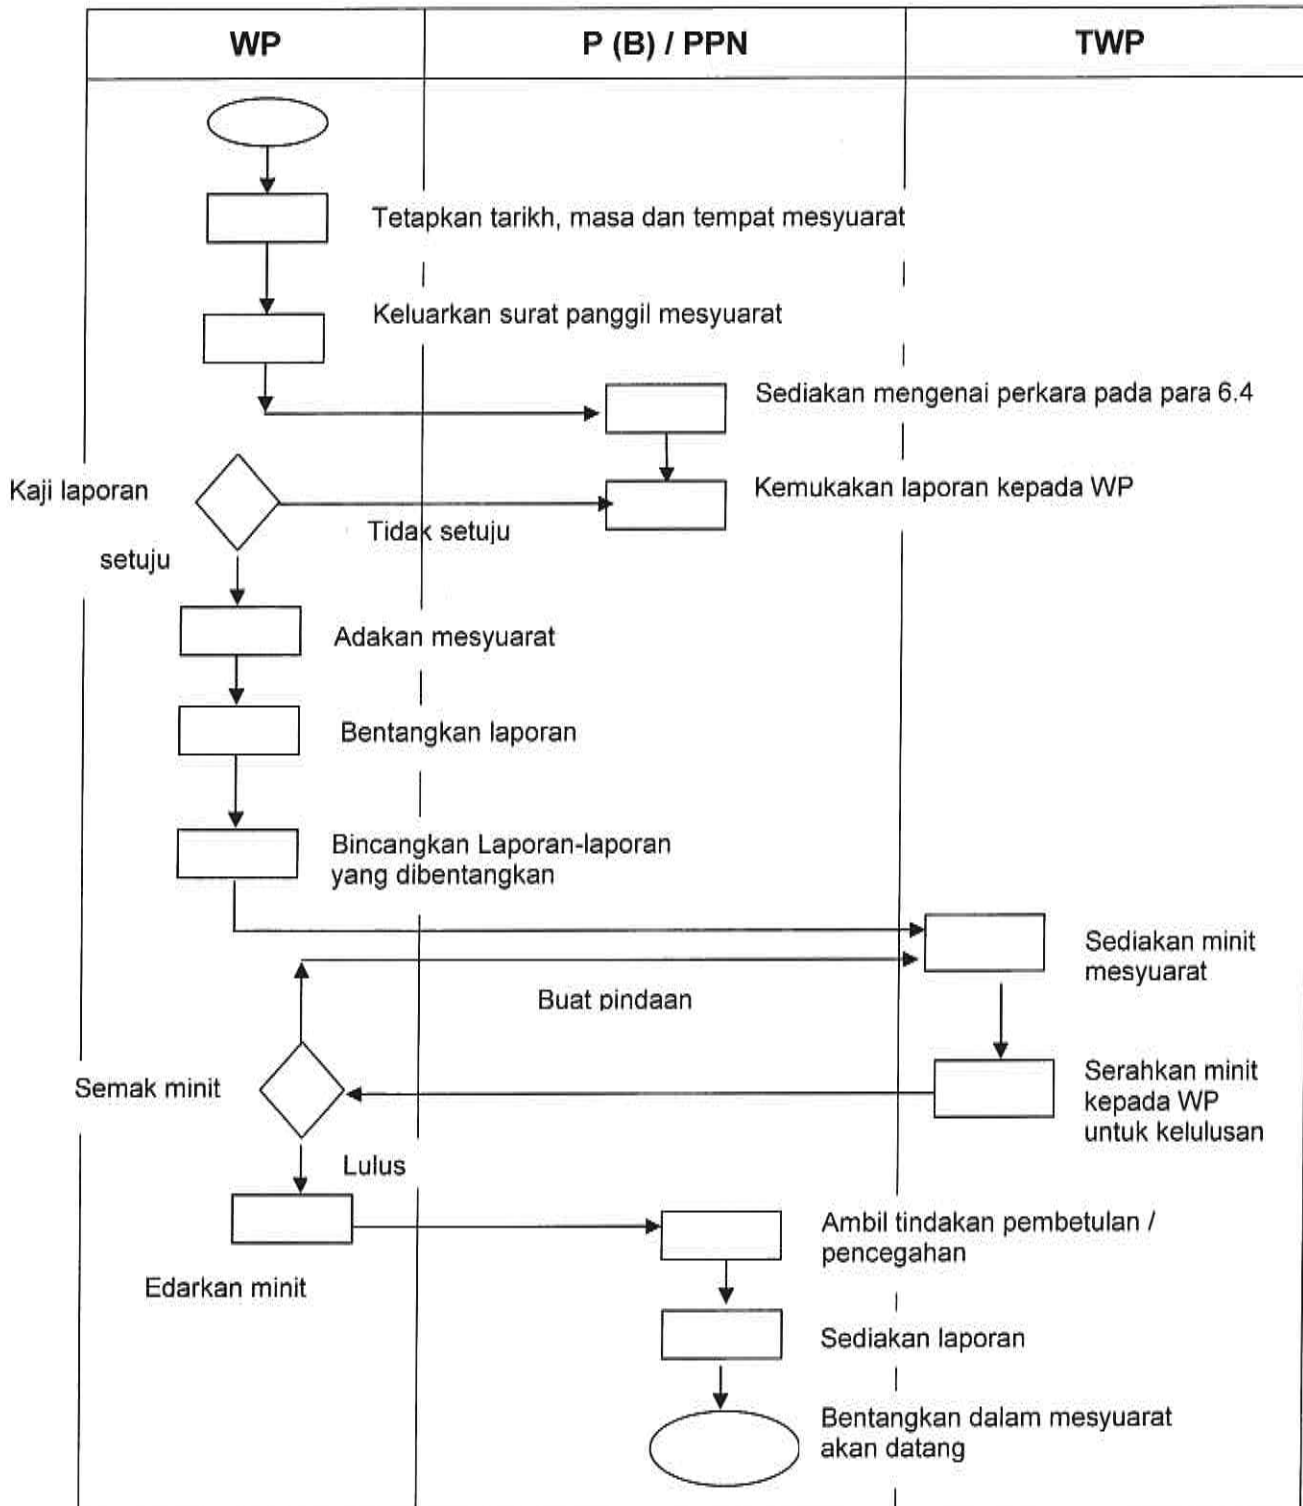 WP
P (B) / PPN
TWP
Tetapkan tarikh, masa dan tempat mesyuarat
Keluarkan surat panggil mesyuarat
Sediakan mengenai perkara pada para 6.4
Kaji laporan
Kemukakan laporan kepada WP
Tidak setuju
setuju
Adakan mesyuarat
Bentangkan laporan
Bincangkan Laporan-laporan
yang dibentangkan
Sediakan minit
mesyuarat
Buat pindaan
Semak minit
Serahkan minit
kepada WP
untuk kelulusan
Lulus
Ambil tindakan pembetulan /
pencegahan
Edarkan minit
Sediakan laporan
Bentangkan dalam mesyuarat
akan datang